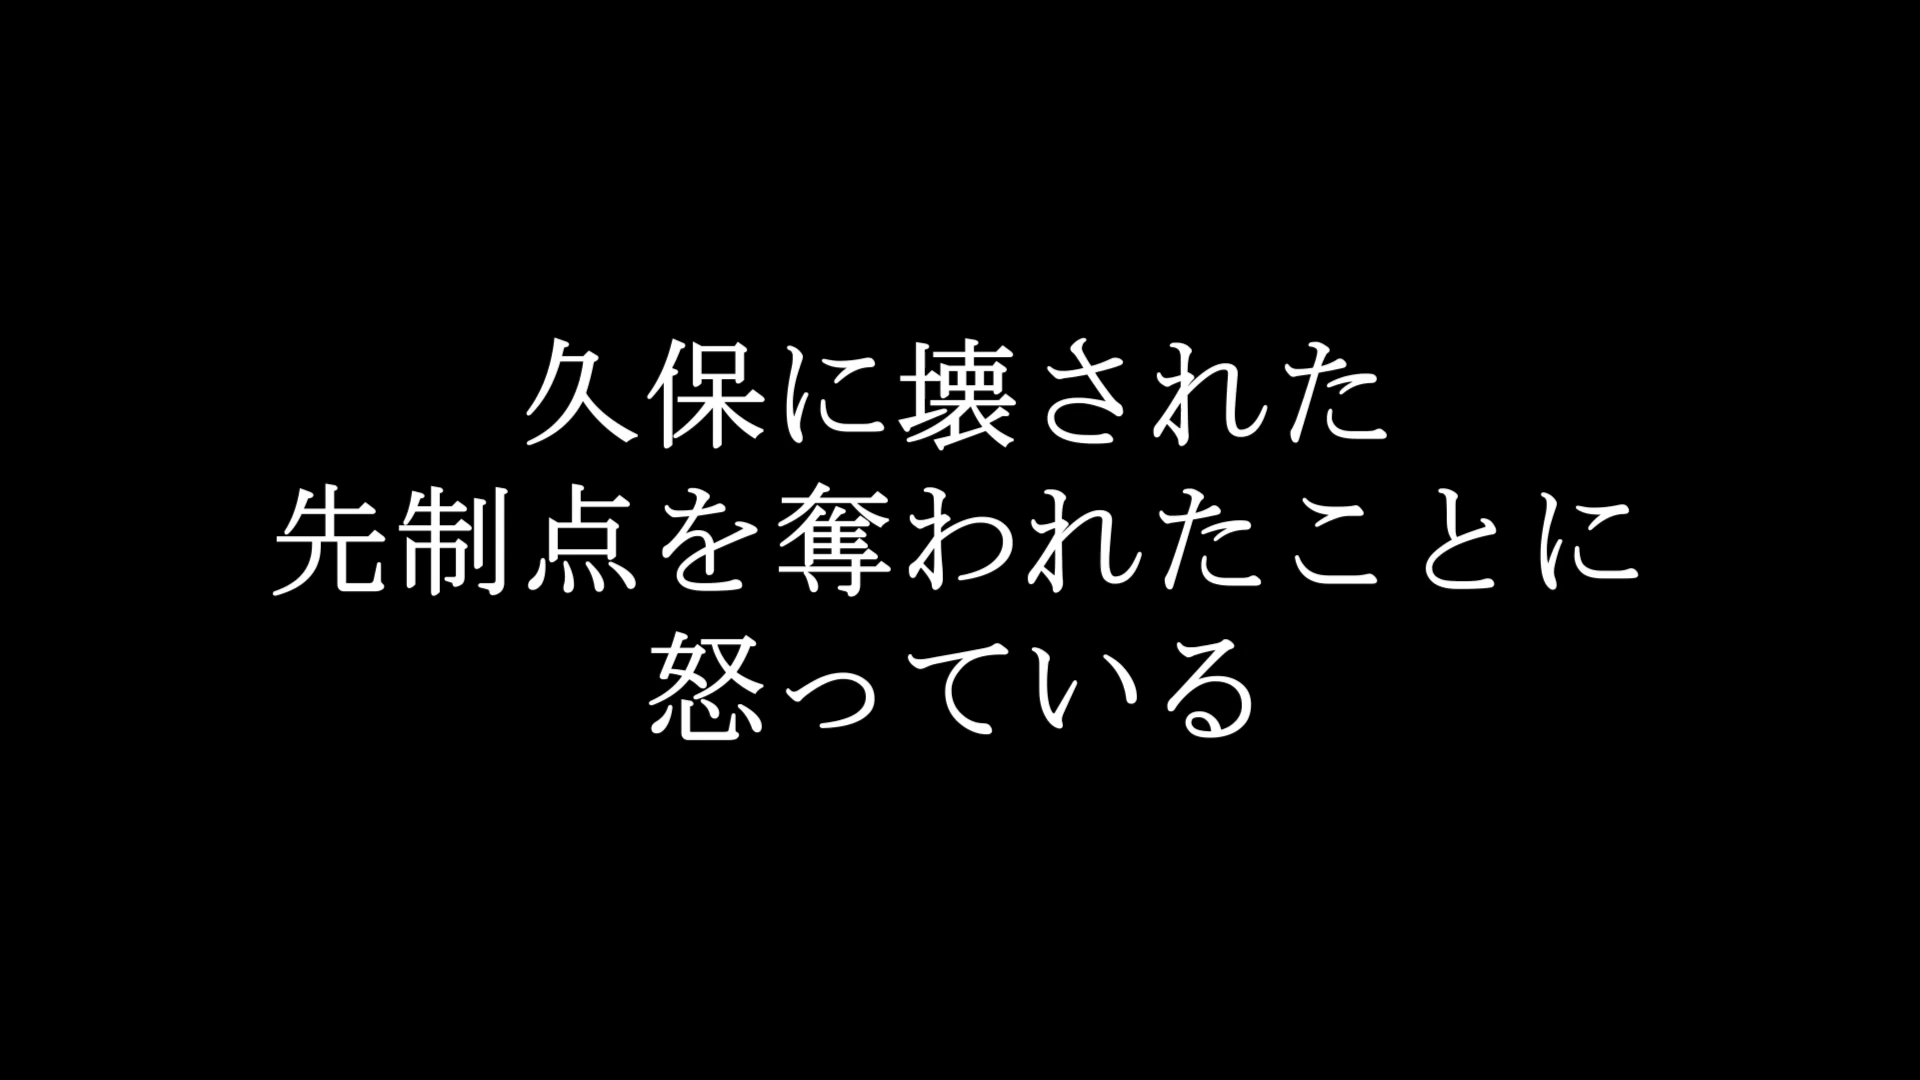 久保に壊された
先制点を奪われたことに
怒っている